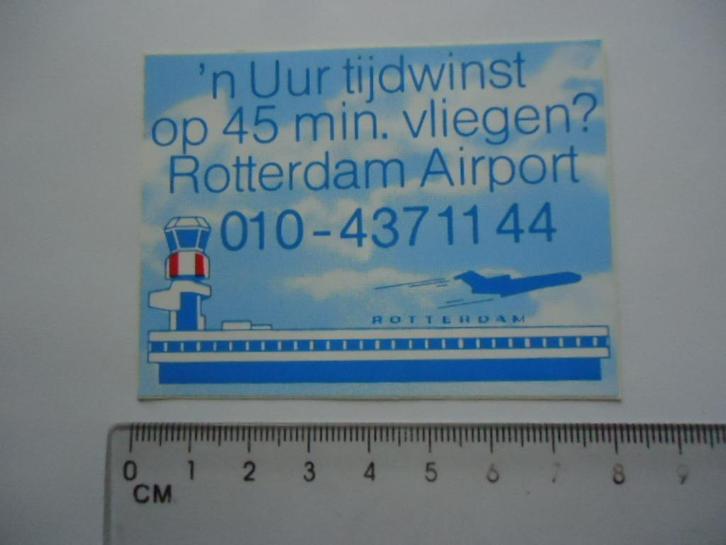 'n Uur tijdwinst
op 45 min. vliegen?
Rotterdam Airport
010-4371144
ROTTERDAM
0 1 2 3 4 5 6 7 8 9
CM